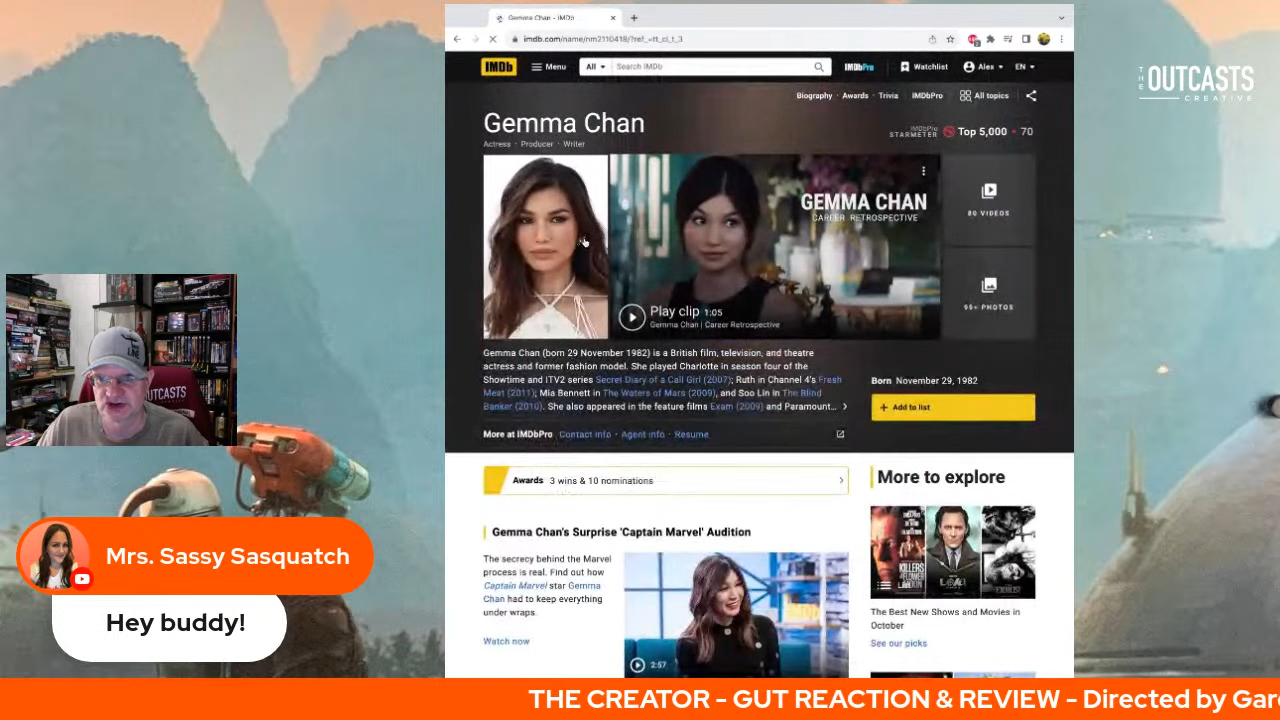 Gemma Chan - IMDb
imdb.com/name/nm2110418/?ref_=tt_cl_t_3
IMDb
Menu
All
Search IMDb
IMDbPro
Watchlist
Alex
EN
Biography · Awards · Trivia
IMDbPro
All topics
Gemma Chan
Actress · Producer · Writer
IMDbPro
STARMETER
Top 5,000
70
GEMMA CHAN
CAREER RETROSPECTIVE
Play clip 1:05
Gemma Chan | Career Retrospective
80 VIDEOS
99+ PHOTOS
Gemma Chan (born 29 November 1982) is a British film, television, and theatre
actress and former fashion model. She played Charlotte in season four of the
Showtime and ITV2 series Secret Diary of a Call Girl (2007); Ruth in Channel 4's Fresh
Meat (2011); Mia Bennett in The Waters of Mars (2009), and Soo Lin in The Blind
Banker (2010). She also appeared in the feature films Exam (2009) and Paramount...
Born November 29, 1982
+ Add to list
More at IMDbPro
Contact info · Agent info · Resume
Awards 3 wins & 10 nominations
More to explore
Gemma Chan's Surprise 'Captain Marvel' Audition
The secrecy behind the Marvel
process is real. Find out how
Captain Marvel star Gemma
Chan had to keep everything
under wraps.
Watch now
2:57
The Best New Shows and Movies in
October
See our picks
THE
OUTCASTS
CREATIVE
Mrs. Sassy Sasquatch
Hey buddy!
THE CREATOR - GUT REACTION & REVIEW - Directed by Gar